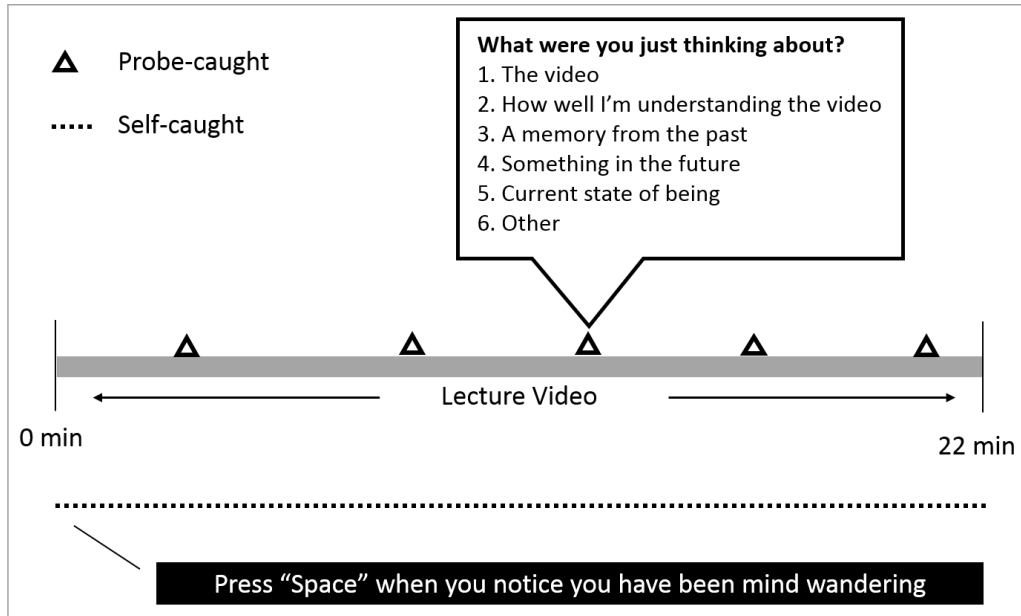 Probe-caught
Self-caught
What were you just thinking about?
1. The video
2. How well I’m understanding the video
3. A memory from the past
4. Something in the future
5. Current state of being
6. Other
Lecture Video
0 min
22 min
Press “Space” when you notice you have been mind wandering